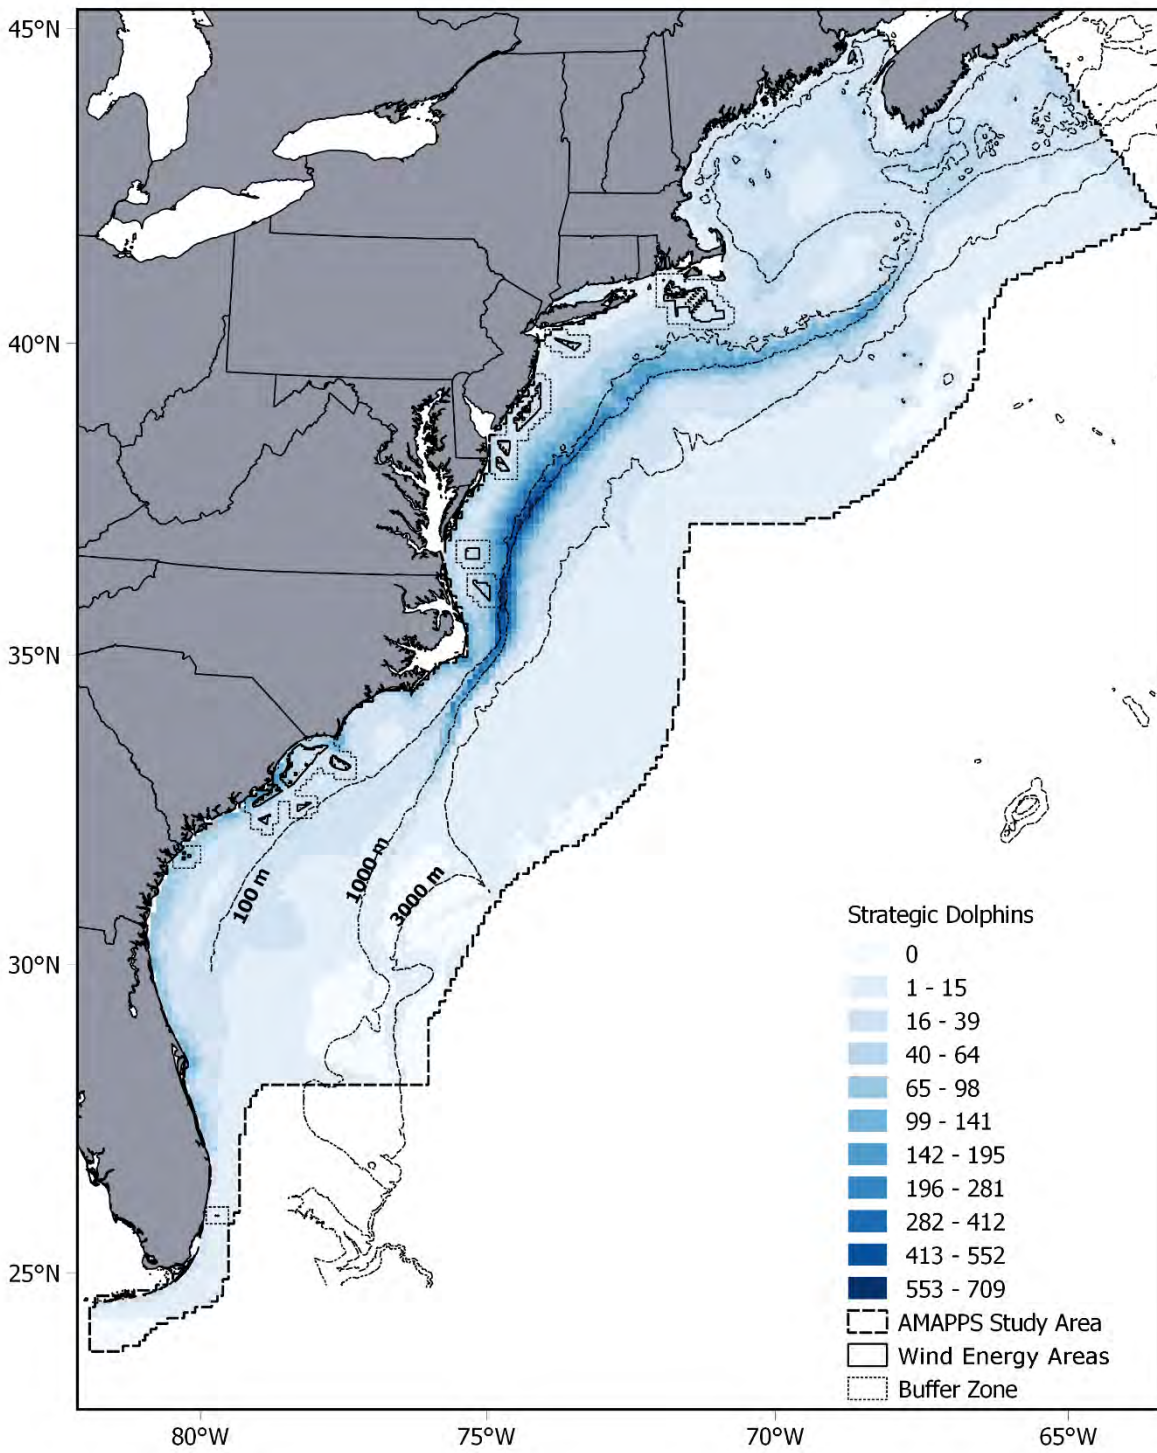 45°N
40°N
35°N
30°N
25°N
100 m
1000 m
3000 m
Strategic Dolphins
0
1 - 15
16 - 39
40 - 64
65 - 98
99 - 141
142 - 195
196 - 281
282 - 412
413 - 552
553 - 709
AMAPPS Study Area
Wind Energy Areas
Buffer Zone
80°W
75°W
70°W
65°W